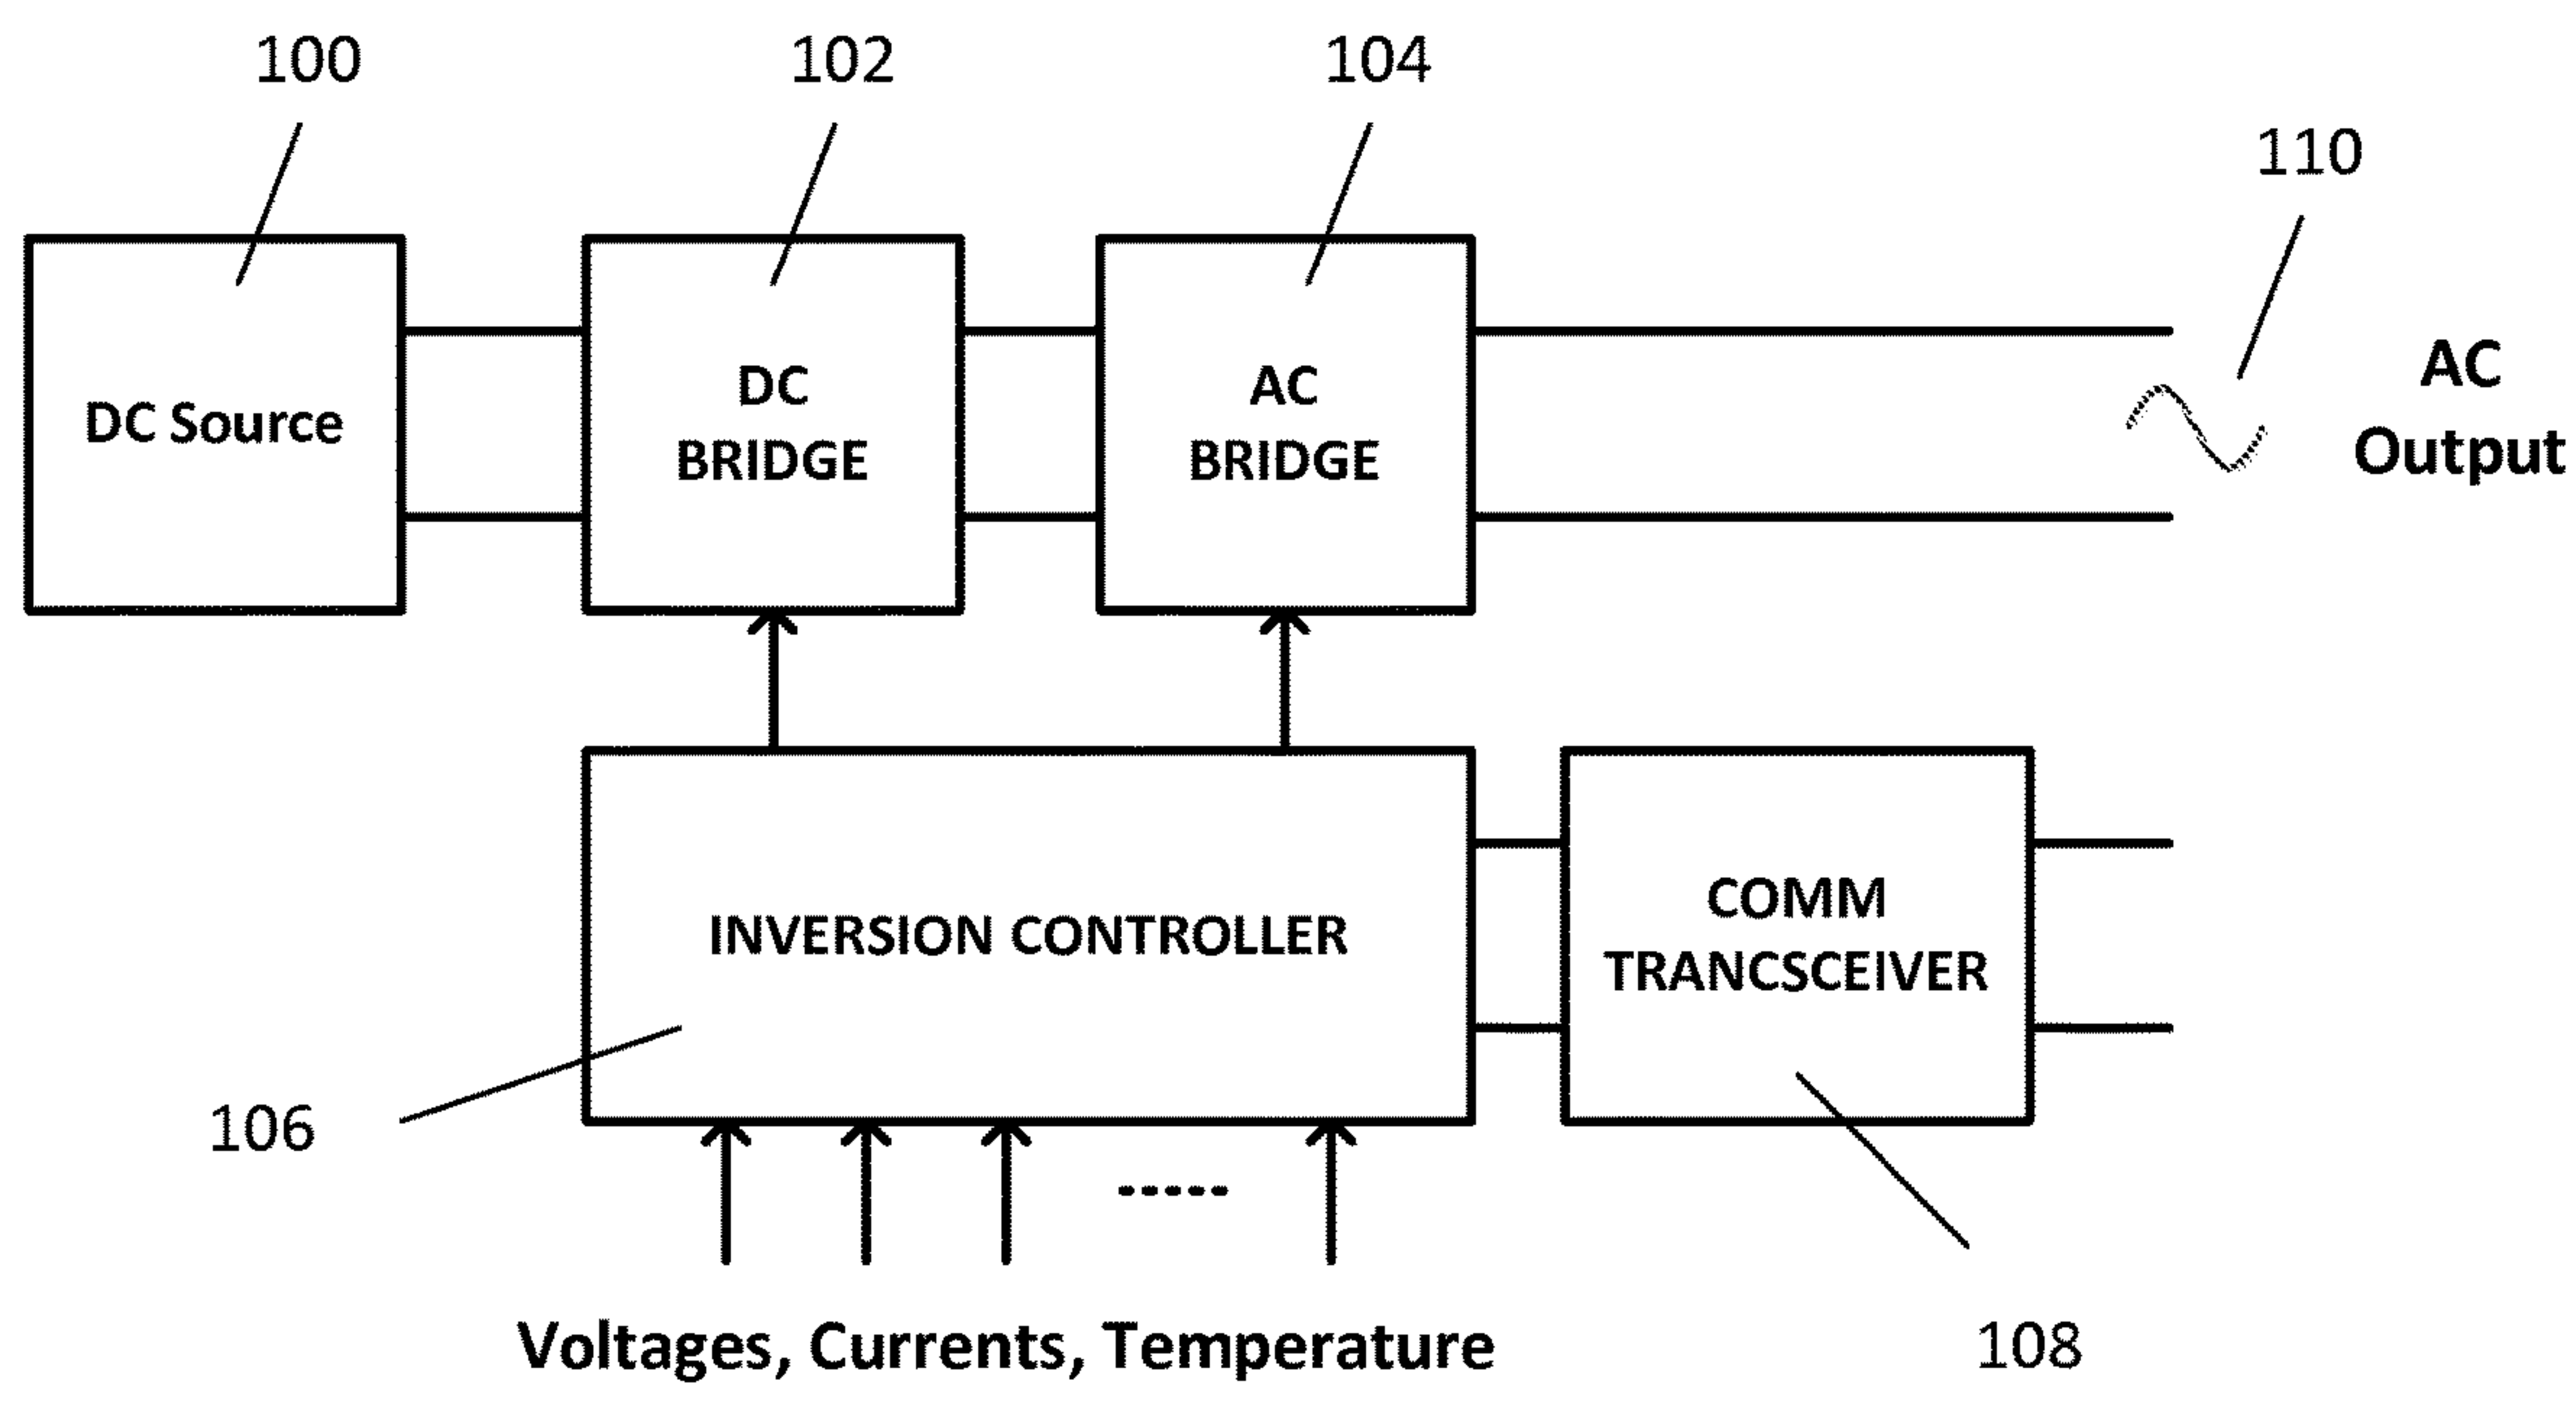 100
102
104
110
DC Source
DC
BRIDGE
AC
BRIDGE
AC
Output
INVERSION CONTROLLER
COMM
TRANCSCEIVER
106
Voltages, Currents, Temperature
108